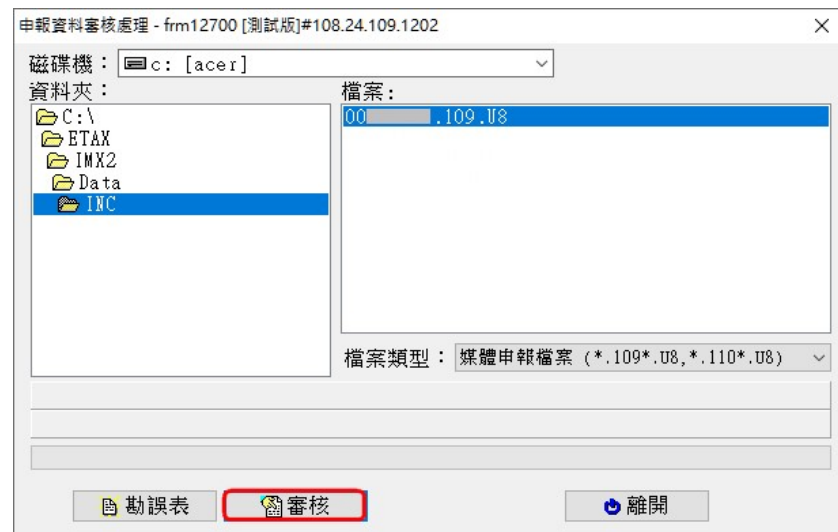 申報資料審核處理 - frm12700 [測試版]#108.24.109.1202
磁碟機：
c: [acer]
資料夾：
檔案:
C:\
ETAX
IMX2
Data
INC
00 .109.U8
檔案類型：
媒體申報檔案 (*.109*.U8,*.110*.U8)
勘誤表
審核
離開